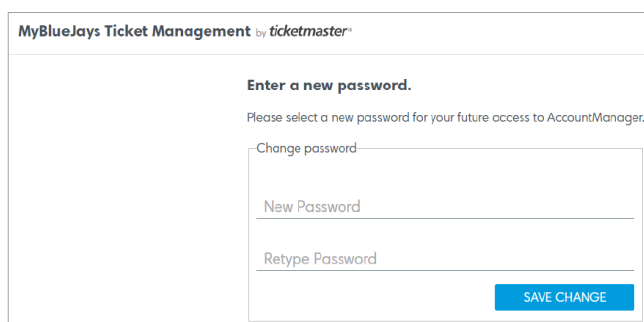 MyBlueJays Ticket Management by ticketmaster®
Enter a new password.
Please select a new password for your future access to AccountManager.
Change password
New Password
Retype Password
SAVE CHANGE